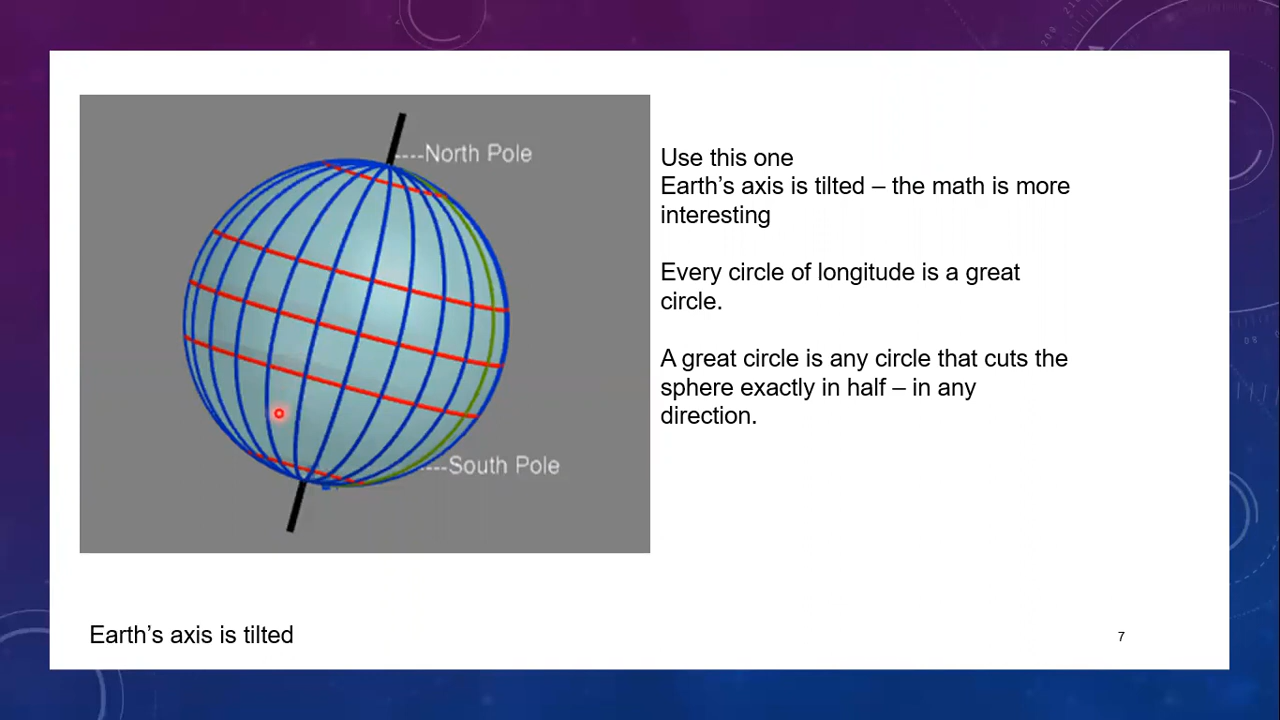 ----North Pole
Use this one
Earth’s axis is tilted – the math is more
interesting
Every circle of longitude is a great
circle.
A great circle is any circle that cuts the
sphere exactly in half – in any
direction.
----South Pole
Earth’s axis is tilted
7